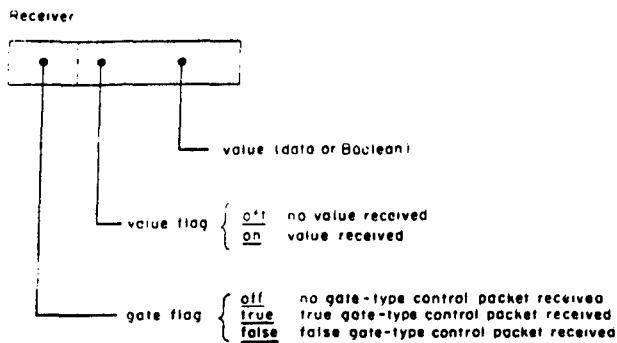 Receiver
value (data or Boolean)
value flag { off no value received
on value received
gate flag { off no gate-type control packet received
true true gate-type control packet received
false false gate-type control packet received